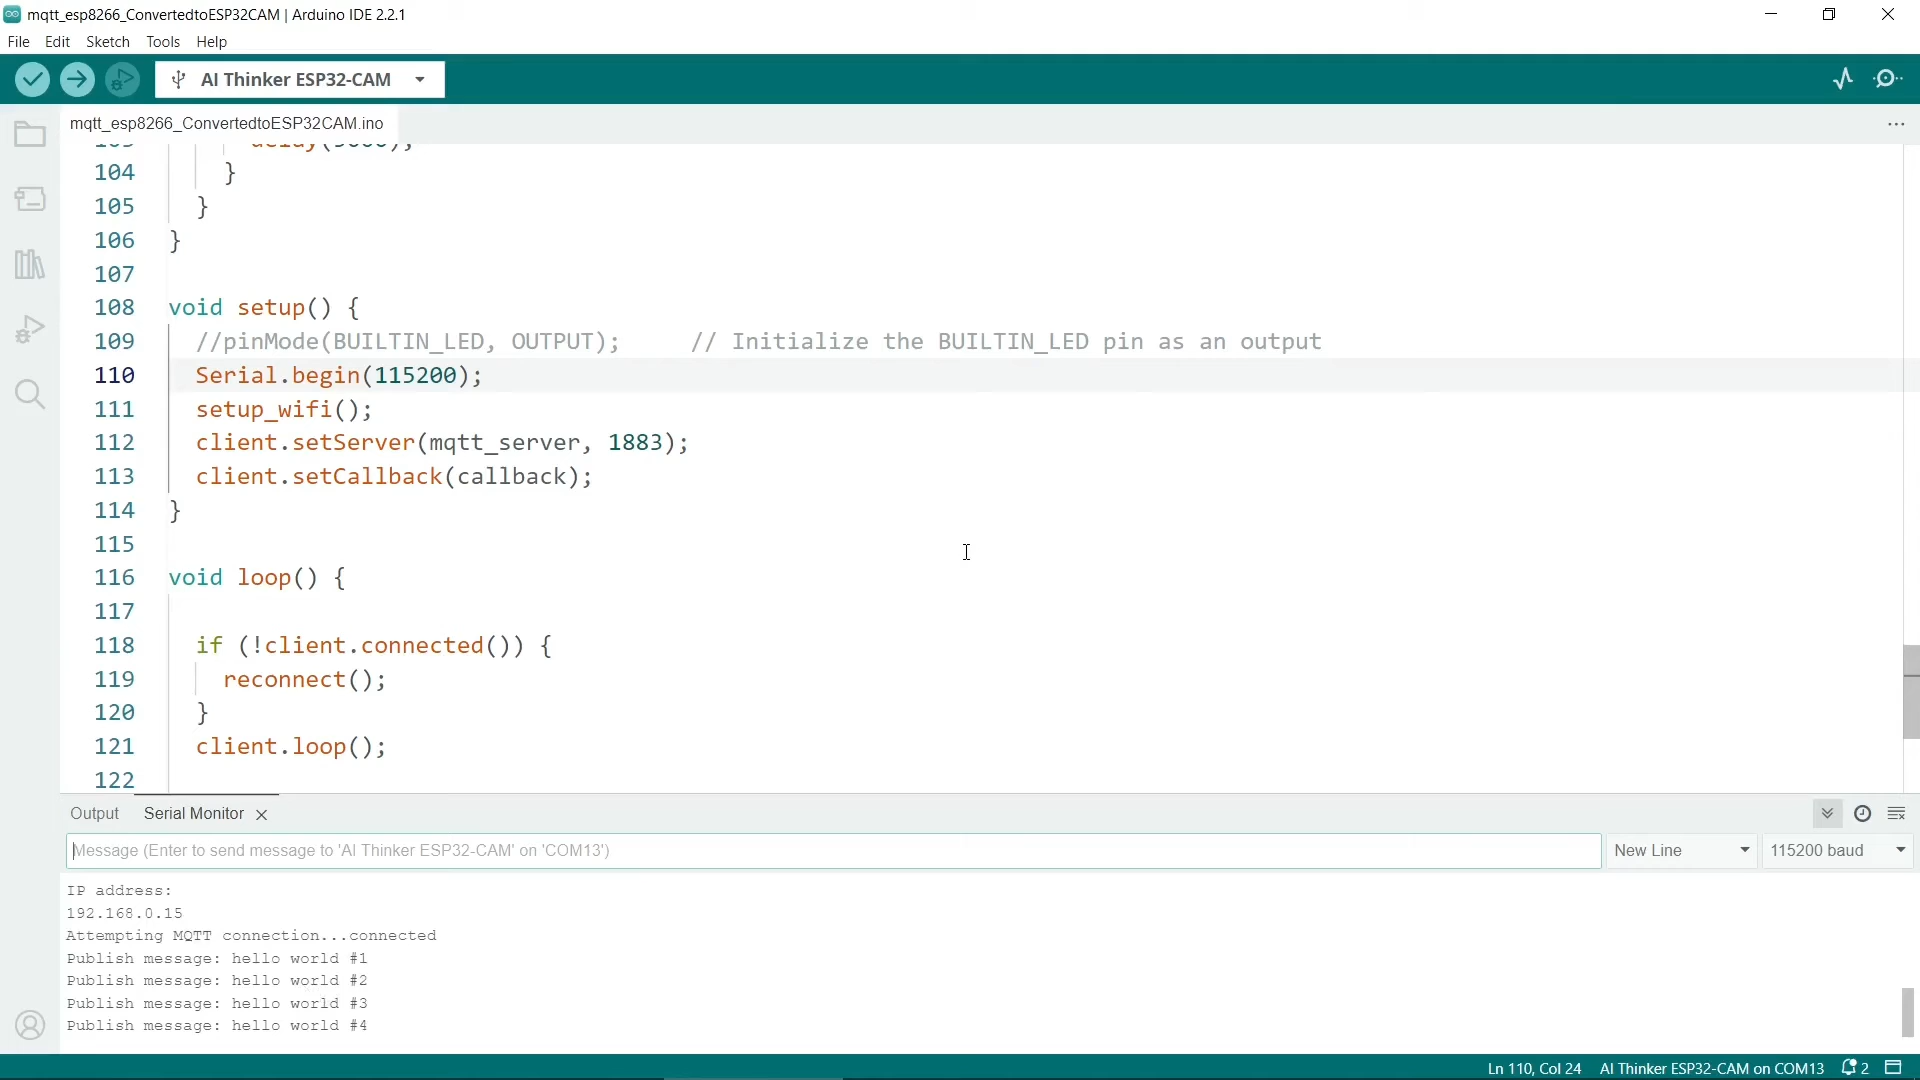 mqtt_esp8266_ConvertedtoESP32CAM | Arduino IDE 2.2.1
File Edit Sketch Tools Help
AI Thinker ESP32-CAM
mqtt_esp8266_ConvertedtoESP32CAM.ino
104 }
105 }
106 }
107
108 void setup() {
109 //pinMode(BUILTIN_LED, OUTPUT); // Initialize the BUILTIN_LED pin as an output
110 Serial.begin(115200);
111 setup_wifi();
112 client.setServer(mqtt_server, 1883);
113 client.setCallback(callback);
114 }
115
116 void loop() {
117
118 if (!client.connected()) {
119 reconnect();
120 }
121 client.loop();
122
Output Serial Monitor
Message (Enter to send message to 'AI Thinker ESP32-CAM' on 'COM13') New Line 115200 baud
IP address:
192.168.0.15
Attempting MQTT connection...connected
Publish message: hello world #1
Publish message: hello world #2
Publish message: hello world #3
Publish message: hello world #4
Ln 110, Col 24 AI Thinker ESP32-CAM on COM13 2